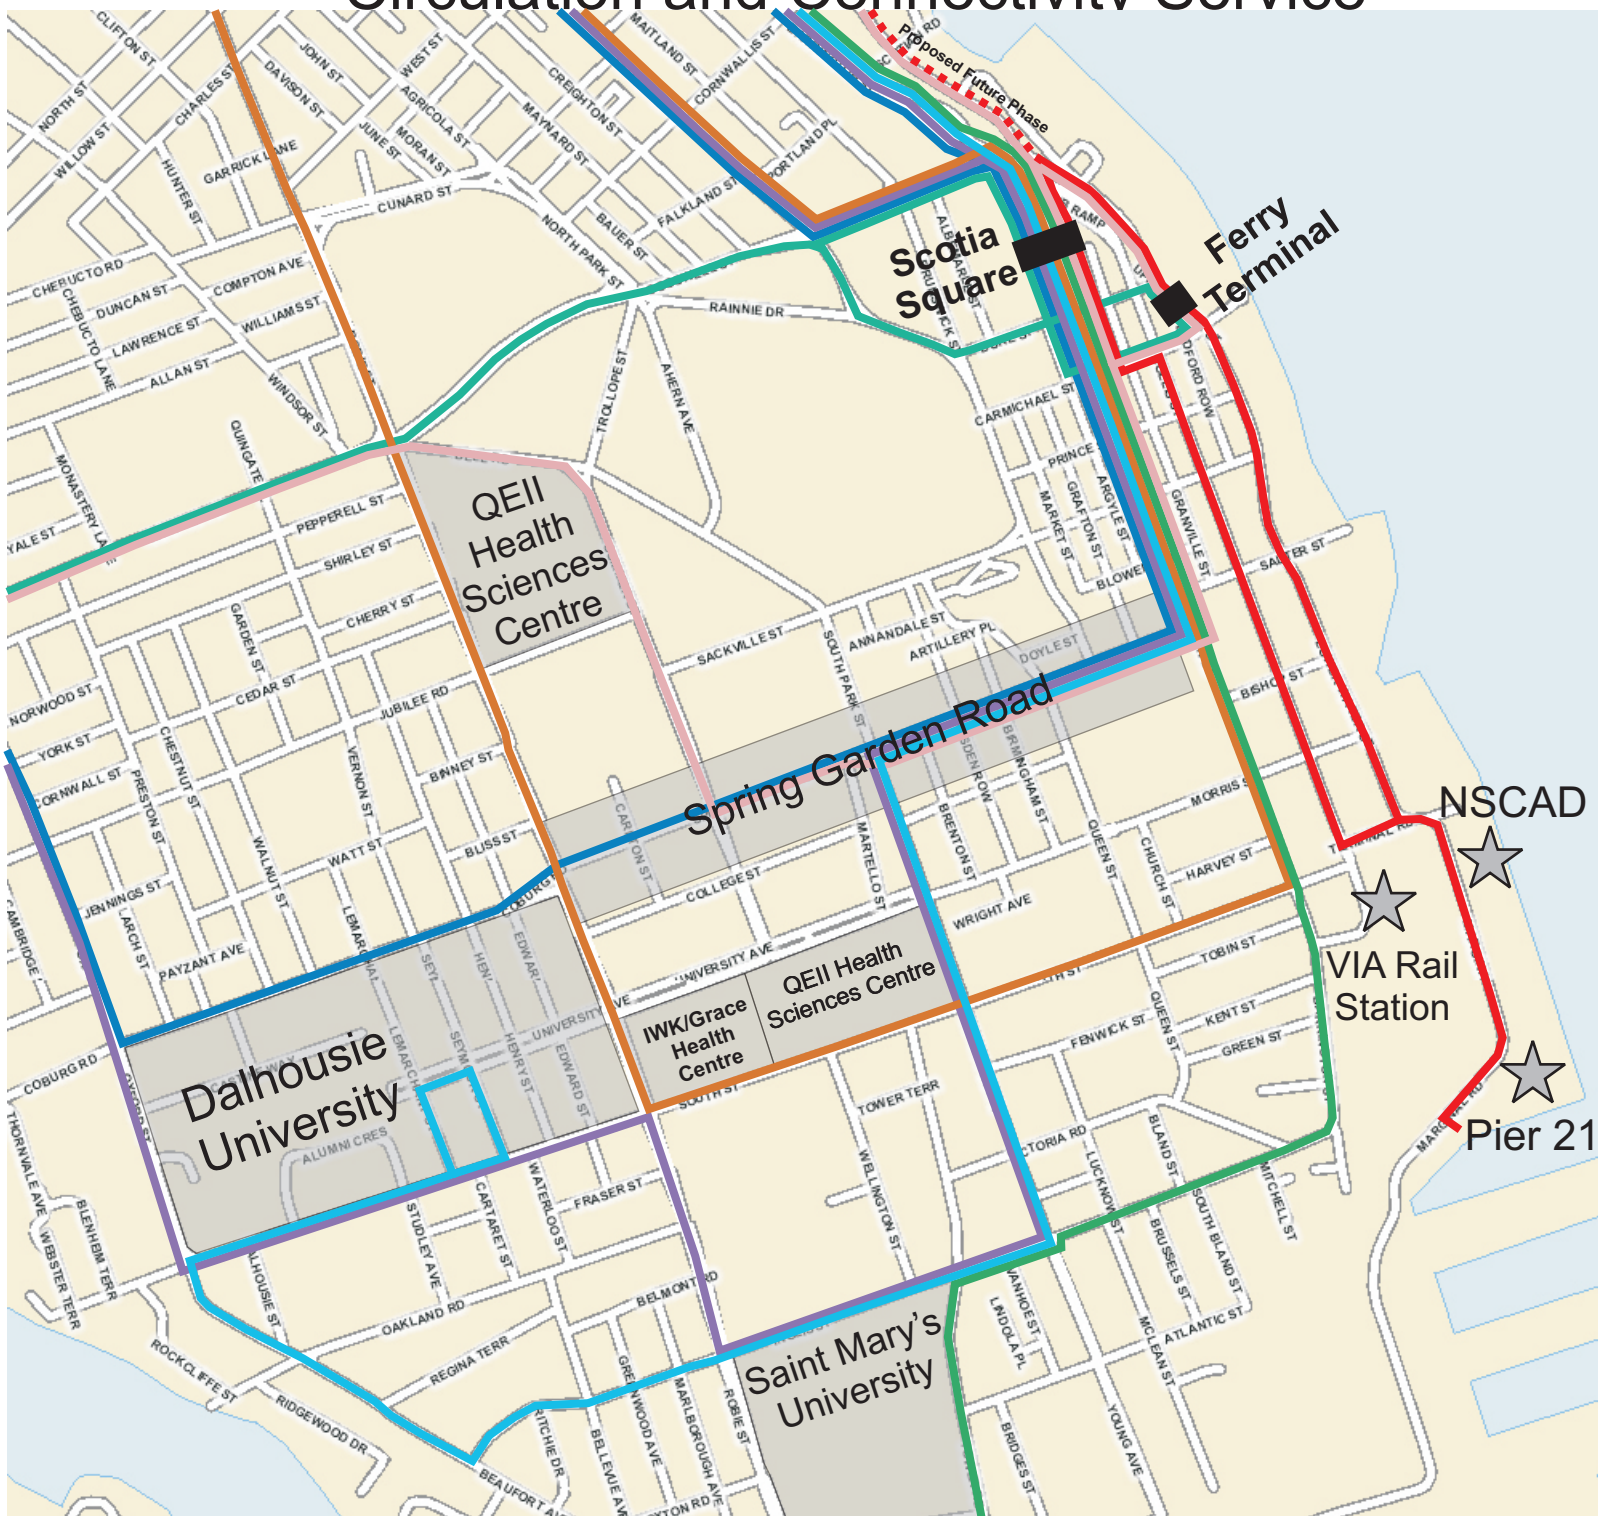 Circulation and Connectivity Service
CLIFTON ST
JOHN ST
WEST ST
MAITLAND ST
CORNWALLIS ST
Proposed Future Phase
NORTH ST
CHARLES ST
DAVISON ST
AGRICOLA ST
CREIGHTON ST
WILLOW ST
JUNE ST
MORAN ST
MAYNARD ST
PORTLAND PL
HUNTER ST
GARRICK LANE
CUNARD ST
FALKLAND ST
BAUER ST
NORTH PARK ST
Scotia
Square
Ferry
Terminal
CHEBUCTO RD
COMPTON AVE
DUNCAN ST
WILLIAMS ST
CHEBUCTO LANE
LAWRENCE ST
ALLAN ST
RAINNIE DR
WINDSOR ST
TROLLOPE ST
AHERN AVE
CARMICHAEL ST
QUINGATE
MONASTERY LA
PRINCE
PEPPERELL ST
YALE ST
SHIRLEY ST
MARKET ST
GRAFTON ST
ARGYLE ST
GRANVILLE ST
SALTER ST
BLOWER
QEII
Health
Sciences
Centre
CHERRY ST
GARDEN ST
SACKVILLE ST
SOUTH PARK ST
ANNANDALE ST
ARTILLERY PL
DOYLE ST
NORWOOD ST
CEDAR ST
JUBILEE RD
BISHOP ST
YORK ST
CORNWALL ST
CHESTNUT ST
PRESTON ST
VERNON ST
BINNEY ST
Spring Garden Road
BIRMINGHAM ST
MORRIS S
NSCAD
BLISS ST
WATT ST
WALNUT ST
COLLEGE ST
MARTELLO ST
BRENTON ST
QUEEN ST
CHURCH ST
HARVEY ST
JENNINGS ST
LARCH ST
PAYZANT AVE
COBURG RD
WRIGHT AVE
TOBIN ST
UNIVERSITY AVE
QEII Health
Sciences Centre
VIA Rail
Station
IWK/Grace
Health
Centre
UNIVERSITY
KENT ST
GREEN ST
QUEEN ST
FENWICK ST
COBURG RD
OXFORD ST
Dalhousie
University
HENRY ST
EDWARD ST
SOUTH ST
TOWER TERR
Pier 21
ALUMNI CRES
THORNVALE AVE
WEBSTER TERR
BLENHEIM TERR
WATERLOO ST
FRASER ST
CARTARET ST
STUDLEY AVE
WELLINGTON ST
LUCKNOW ST
BLAND ST
SOUTH BLAND ST
BRUSSELS ST
MITCHELL ST
BELMONT RD
OAKLAND RD
REGINA TERR
ROCKCLIFFE ST
RIDGEWOOD DR
LINDOLA PL
ATLANTIC ST
MCLEAN ST
Saint Mary's
University
MARLBOROUGH AVE
ROBIE ST
RITCHIE DR
BELLEVUE AV
BRIDGES ST
YOUNG AVE